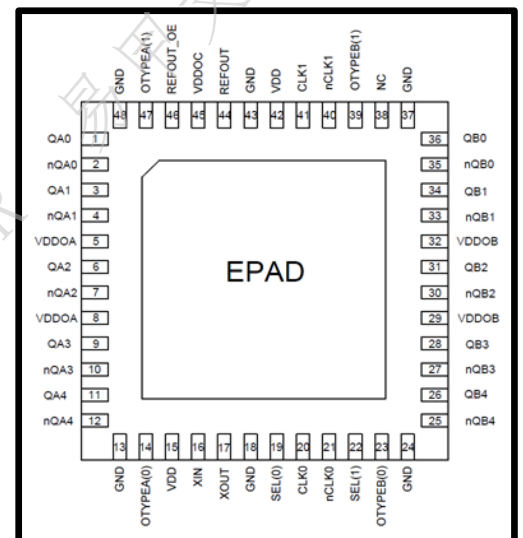 GND
OTYPEA(1)
REFOUT_OE
VDDOC
REFOUT
GND
VDD
CLK1
nCLK1
OTYPEB(1)
NC
GND
48 47 46 45 44 43 42 41 40 39 38 37
QA0 1
nQA0 2
QA1 3
nQA1 4
VDDOA 5
QA2 6
nQA2 7
VDDOA 8
QA3 9
nQA3 10
QA4 11
nQA4 12
EPAD
36 QB0
35 nQB0
34 QB1
33 nQB1
32 VDDOB
31 QB2
30 nQB2
29 VDDOB
28 QB3
27 nQB3
26 QB4
25 nQB4
13 14 15 16 17 18 19 20 21 22 23 24
GND
OTYPEA(0)
VDD
XIN
XOUT
GND
SEL(0)
CLK0
nCLK0
SEL(1)
OTYPEB(0)
GND